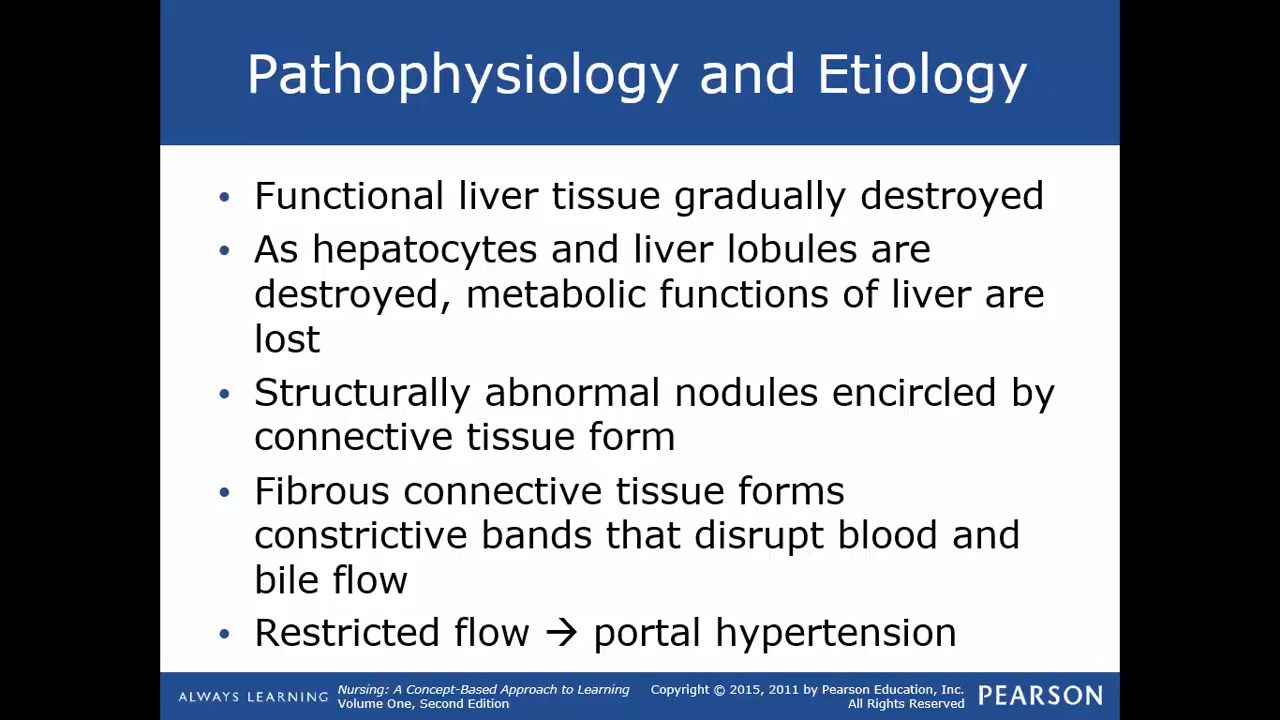 Pathophysiology and Etiology
• Functional liver tissue gradually destroyed
• As hepatocytes and liver lobules are
destroyed, metabolic functions of liver are
lost
• Structurally abnormal nodules encircled by
connective tissue form
• Fibrous connective tissue forms
constrictive bands that disrupt blood and
bile flow
• Restricted flow → portal hypertension
ALWAYS LEARNING
Nursing: A Concept-Based Approach to Learning
Volume One, Second Edition
Copyright © 2015, 2011 by Pearson Education, Inc.
All Rights Reserved
PEARSON